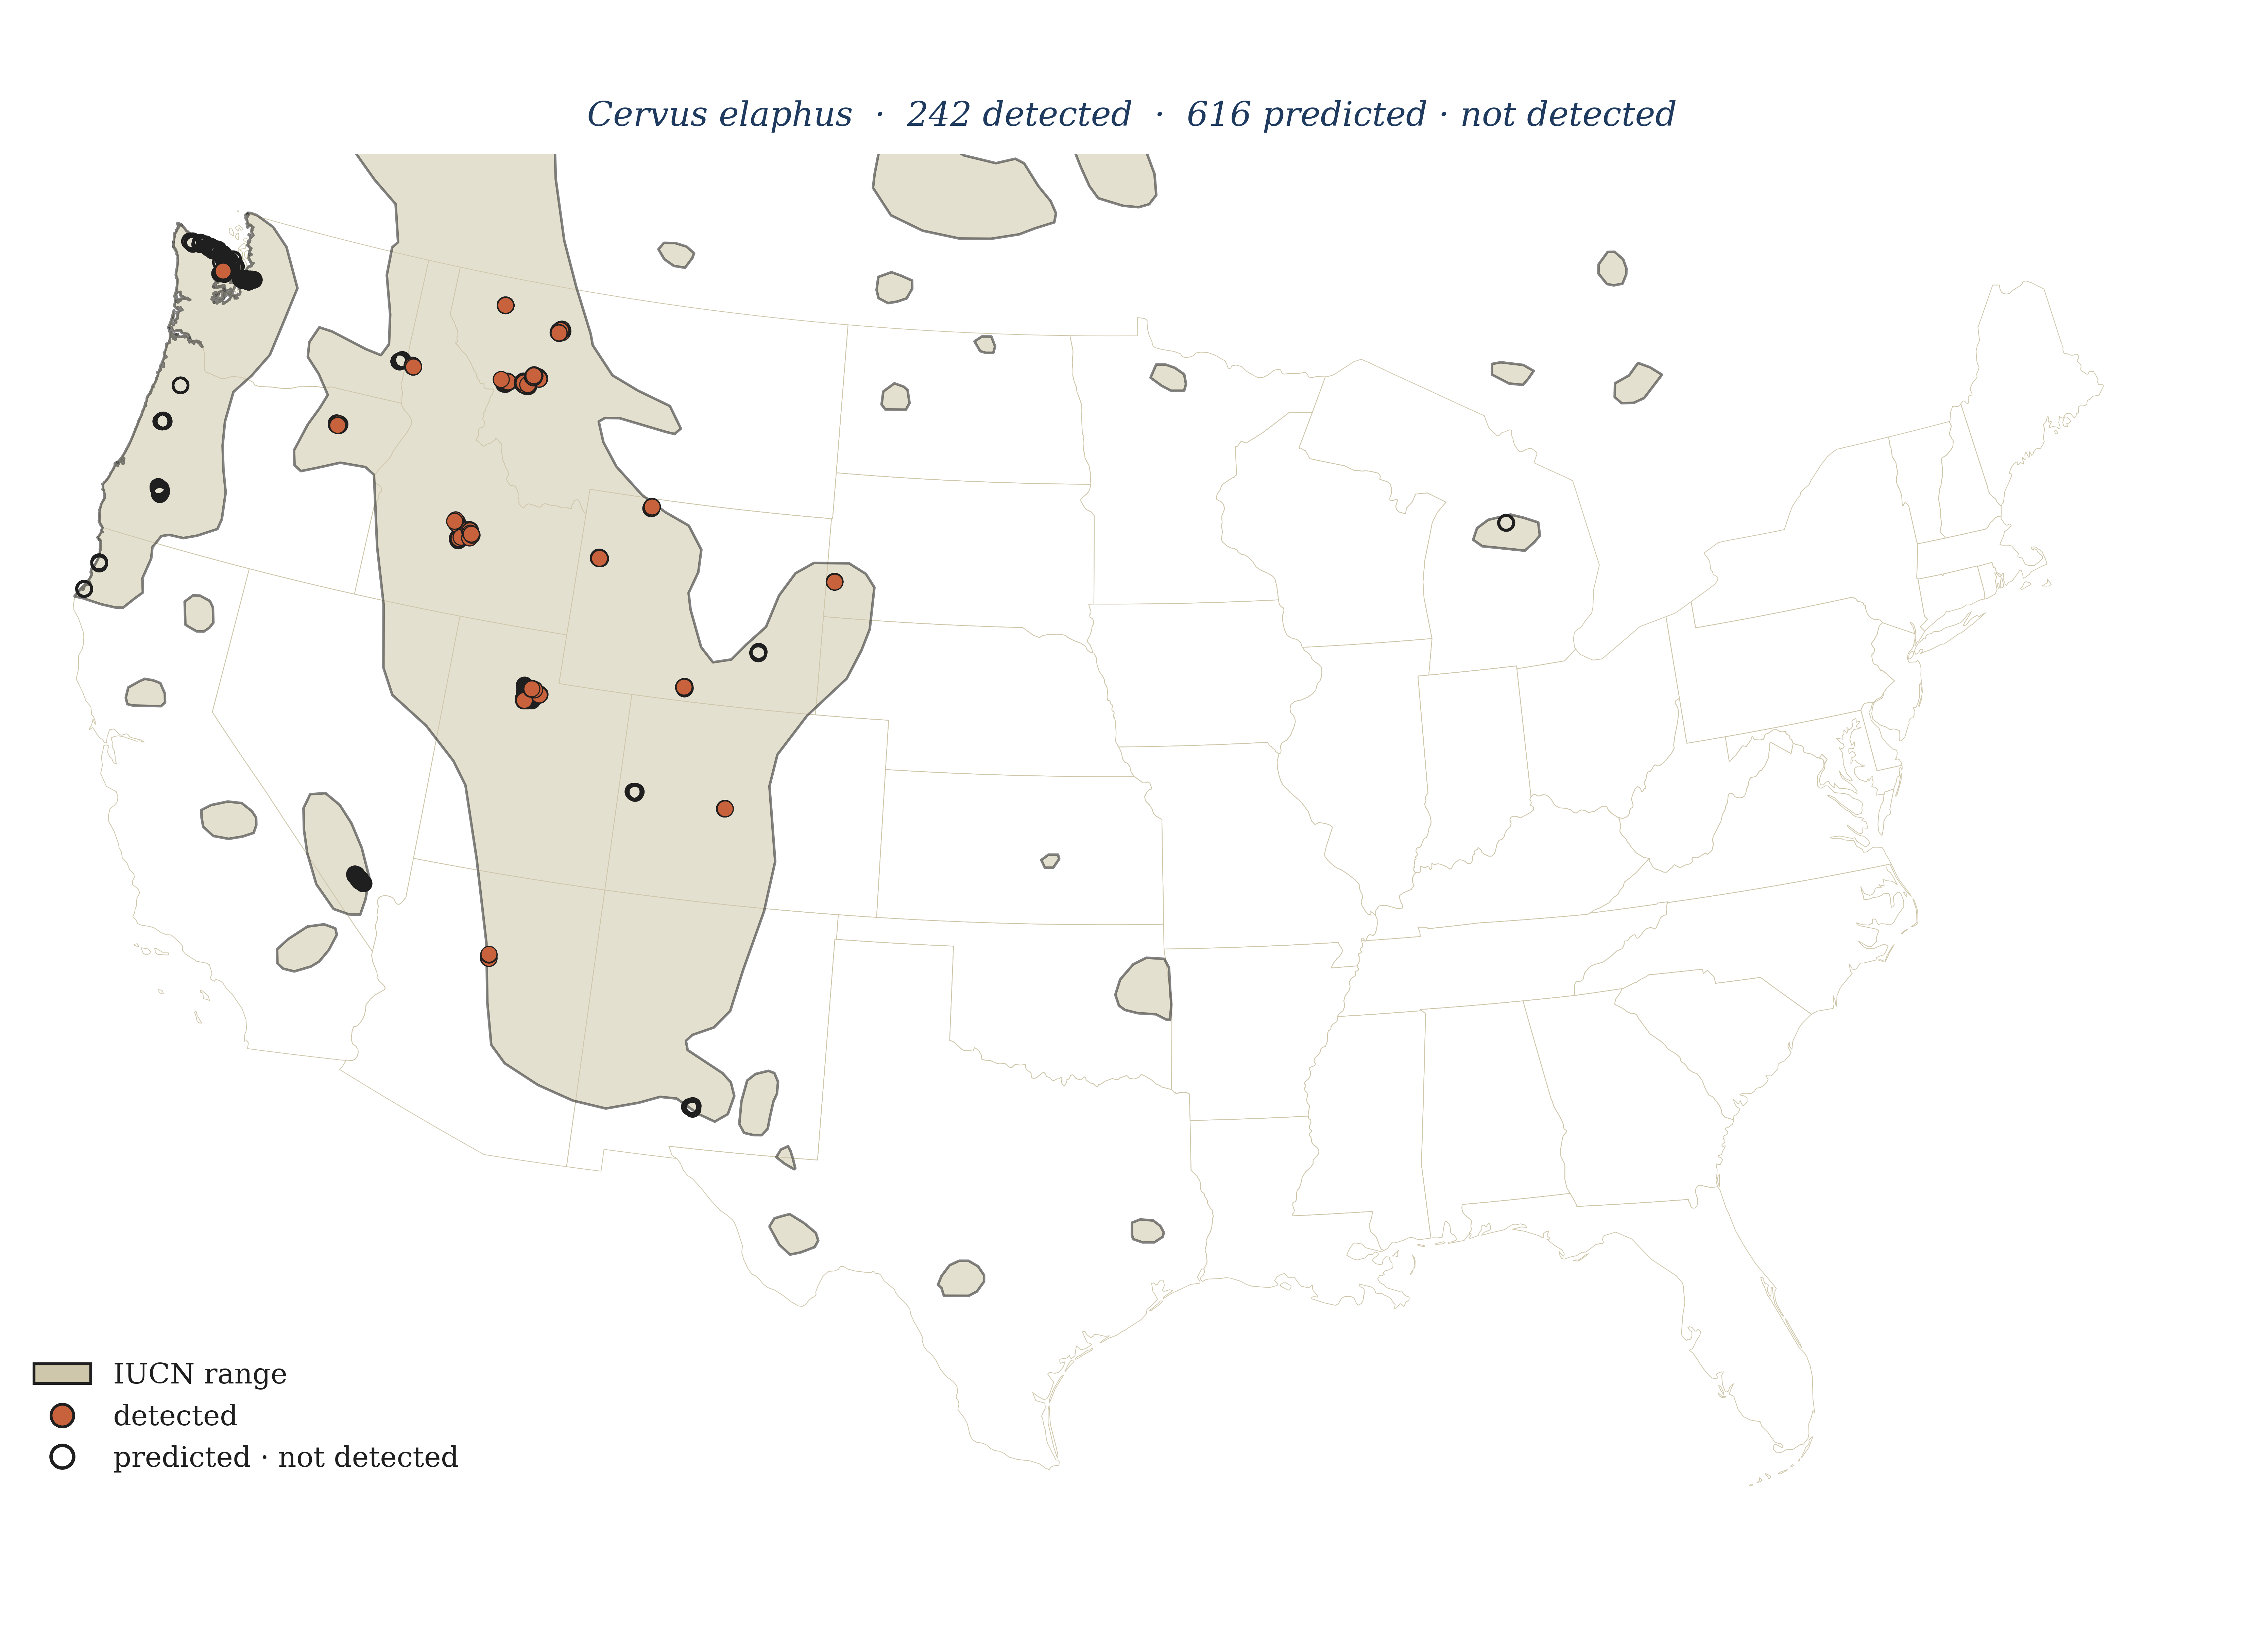 Cervus elaphus · 242 detected · 616 predicted · not detected
IUCN range
detected
predicted · not detected